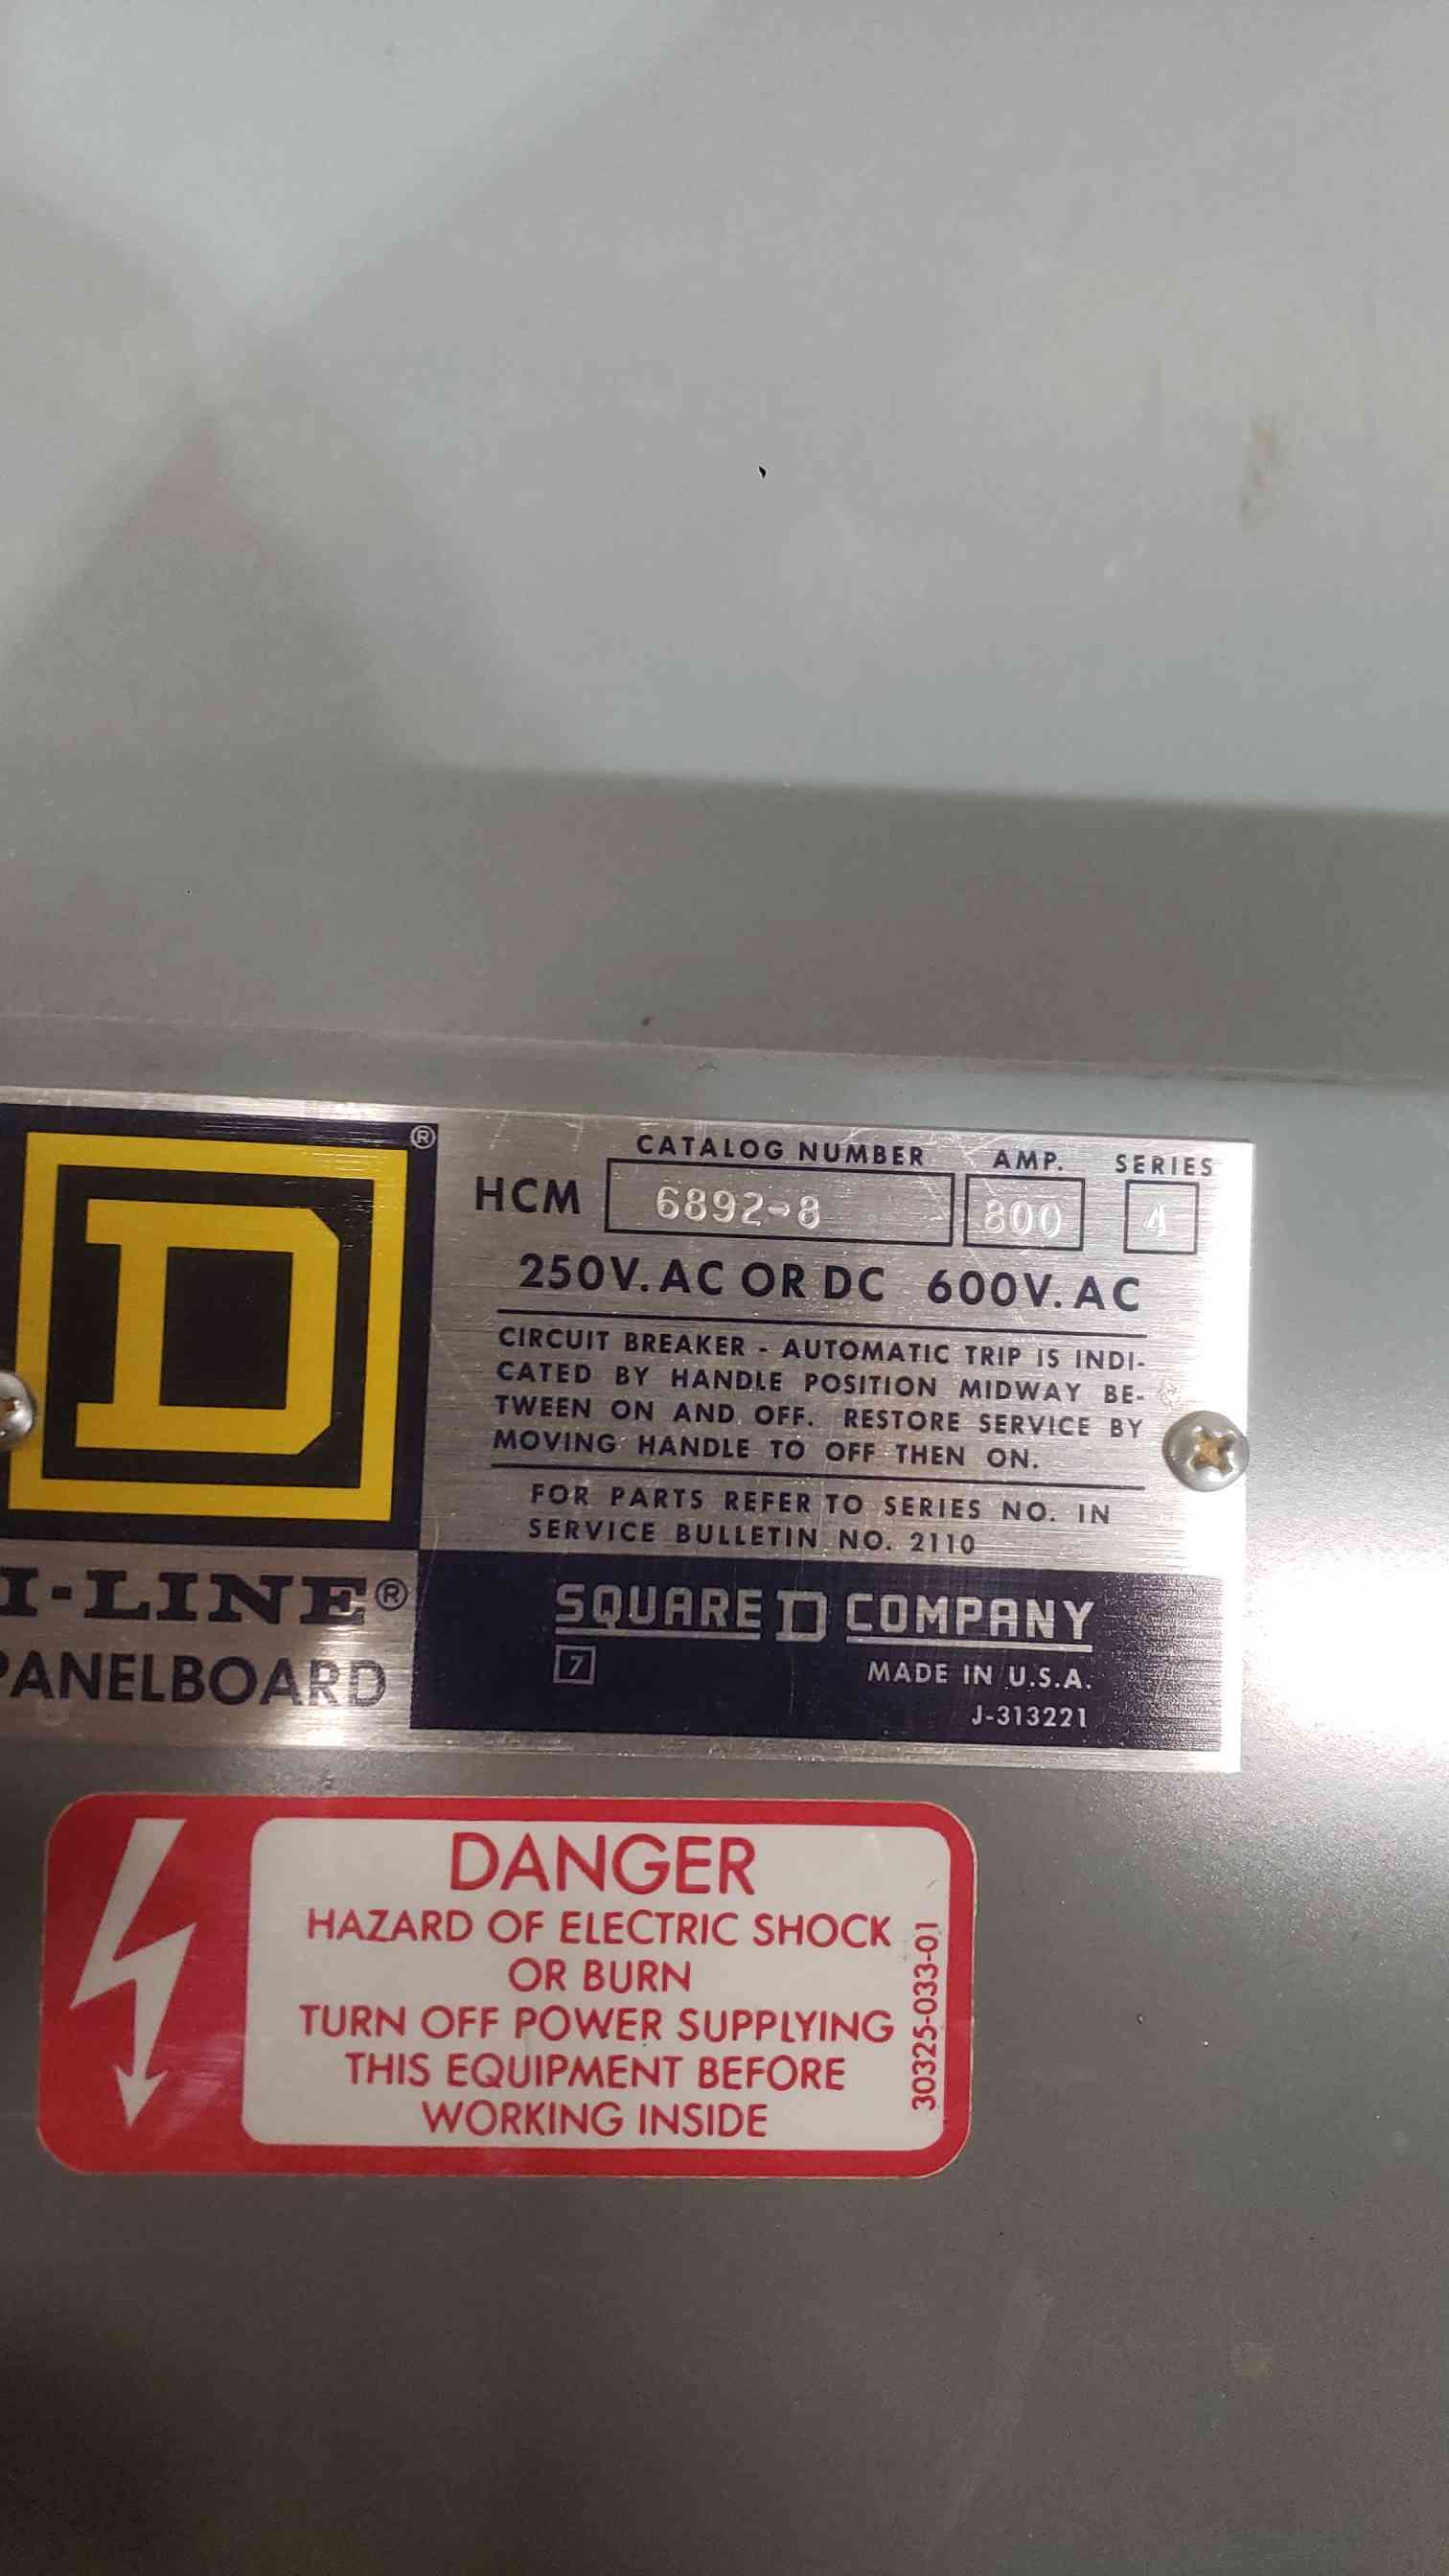 ®
CATALOG NUMBER AMP. SERIES
HCM 6892-8 800 4
250V. AC OR DC 600V. AC
CIRCUIT BREAKER - AUTOMATIC TRIP IS INDI-
CATED BY HANDLE POSITION MIDWAY BE-
TWEEN ON AND OFF. RESTORE SERVICE BY
MOVING HANDLE TO OFF THEN ON.
FOR PARTS REFER TO SERIES NO. IN
SERVICE BULLETIN NO. 2110
D
I-LINE®
PANELBOARD
SQUARE D COMPANY
7
MADE IN U.S.A.
J-313221
DANGER
HAZARD OF ELECTRIC SHOCK
OR BURN
TURN OFF POWER SUPPLYING
THIS EQUIPMENT BEFORE
WORKING INSIDE
30325-033-01